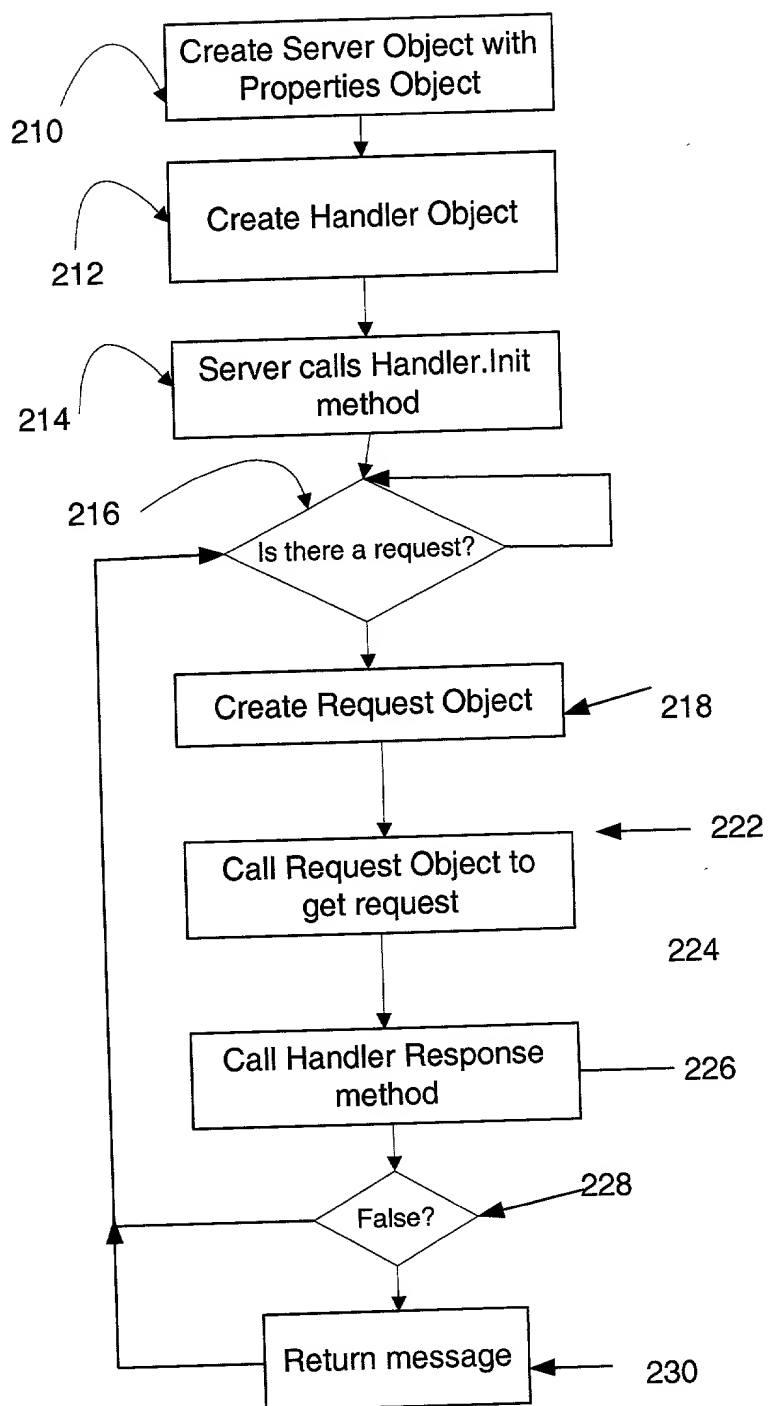 Create Server Object with
Properties Object
210
Create Handler Object
212
Server calls Handler.Init
method
214
216
Is there a request?
Create Request Object
218
222
Call Request Object to
get request
224
Call Handler Response
method
226
228
False?
Return message
230